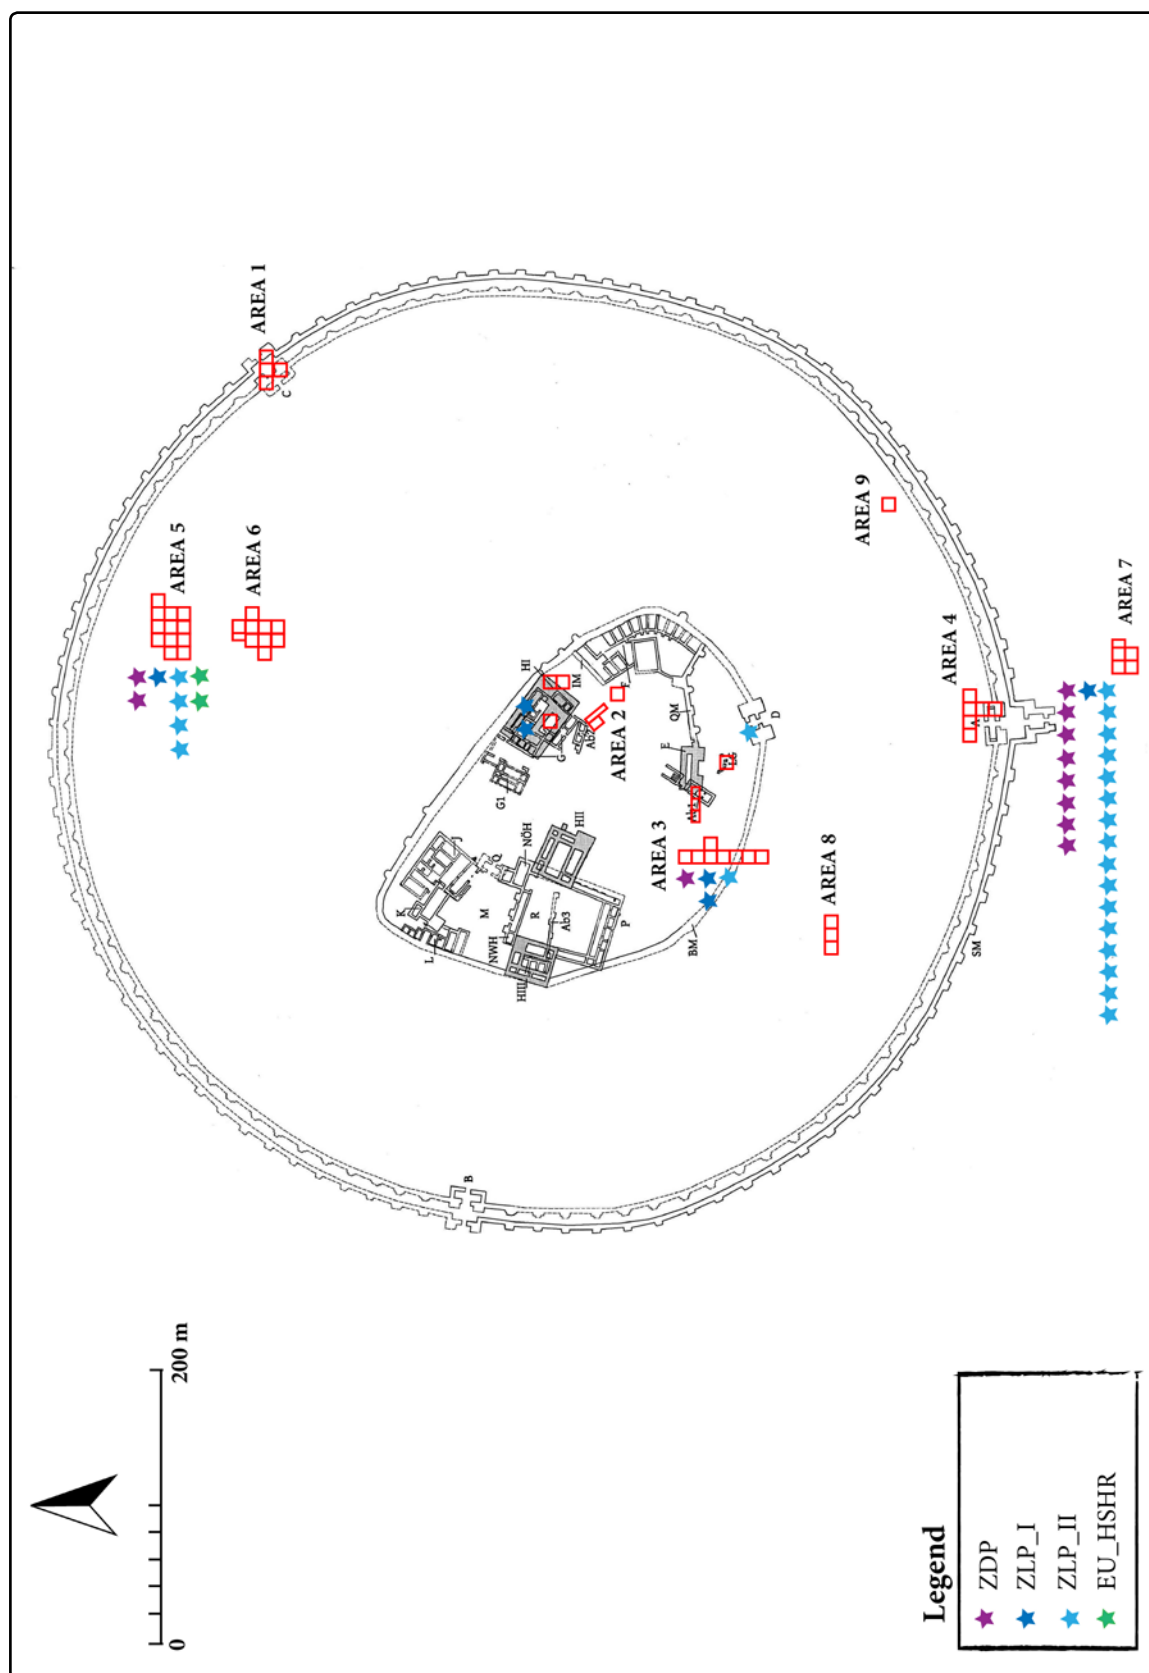 AREA 1
C
AREA 5
AREA 6
AREA 9
AREA 7
AREA 4
A
HI
IM
F
G
AREA 2
QM
D
E
G1
AREA 3
HII
NÖH
Q
J
K
M
L
NWH
R
Ab3
P
HIII
BM
AREA 8
SM
B
200 m
0
Legend
ZDP
ZLP_I
ZLP_II
EU_HSHR